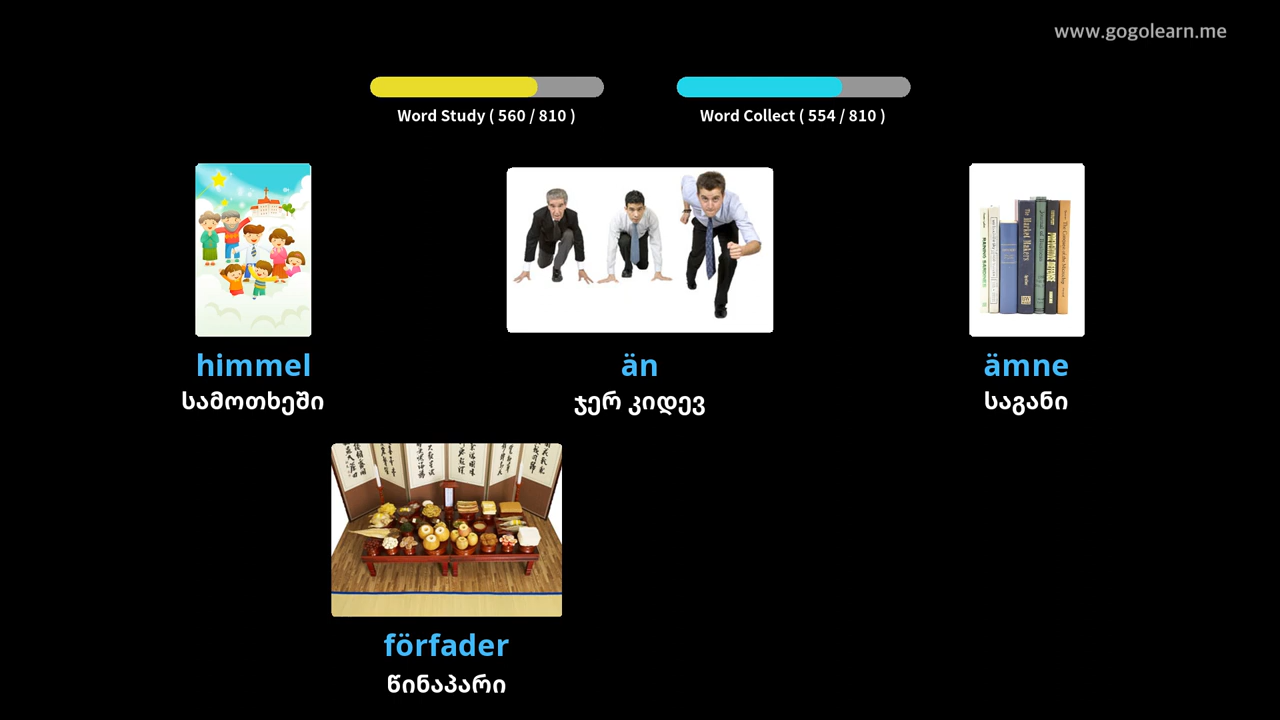 www.gogolearn.me
Word Study ( 560 / 810 )
Word Collect ( 554 / 810 )
himmel
სამოთხეში
än
ჯერ კიდევ
ämne
საგანი
förfader
წინაპარი